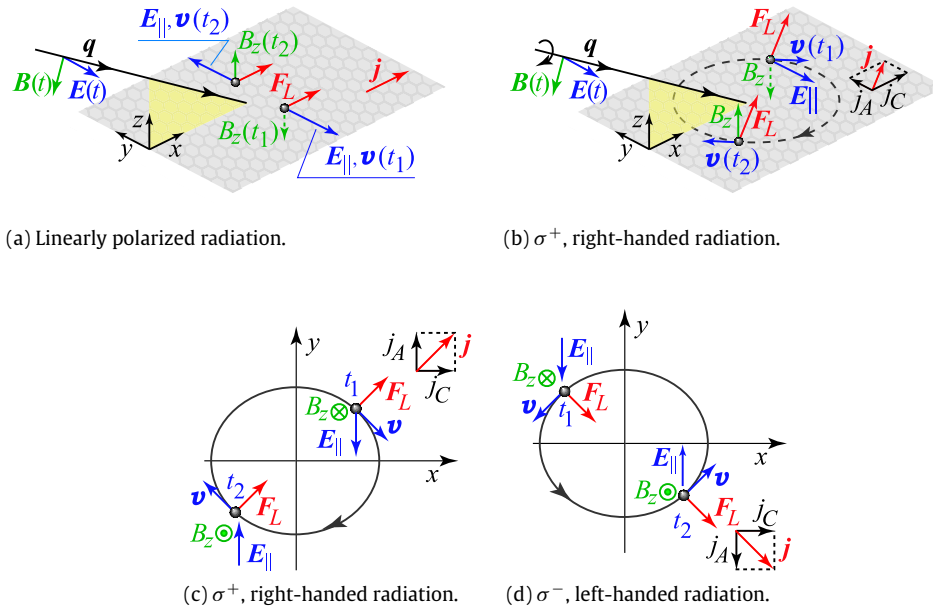 q
B(t)
E(t)
E||, v(t2)
Bz(t2)
FL
j
Bz(t1)
E||, v(t1)
z
y
x
(a) Linearly polarized radiation.
q
B(t)
E(t)
FL
v(t1)
Bz
E||
j
jA
jC
Bz
FL
v(t2)
z
y
x
(b) σ+, right-handed radiation.
y
jA
j
jC
t1
FL
Bz
v
E||
x
v
t2
FL
Bz
E||
(c) σ+, right-handed radiation.
y
E||
Bz
FL
v
t1
x
E||
v
Bz
t2
FL
jC
jA
j
(d) σ−, left-handed radiation.